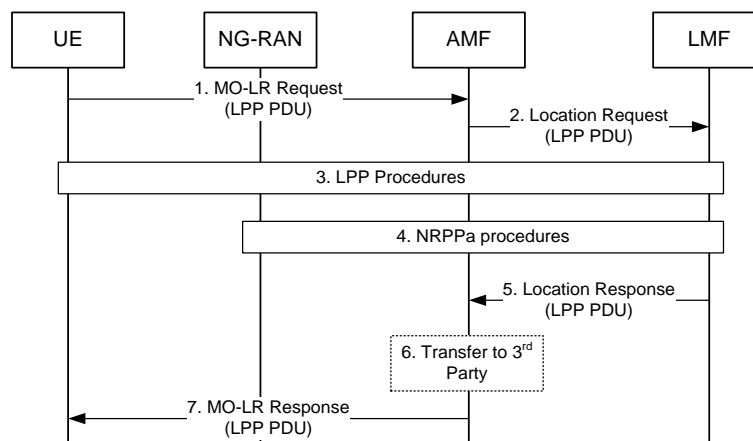 UE
NG-RAN
AMF
LMF
1. MO-LR Request
(LPP PDU)
2. Location Request
(LPP PDU)
3. LPP Procedures
4. NRPPa procedures
5. Location Response
(LPP PDU)
6. Transfer to 3rd
Party
7. MO-LR Response
(LPP PDU)